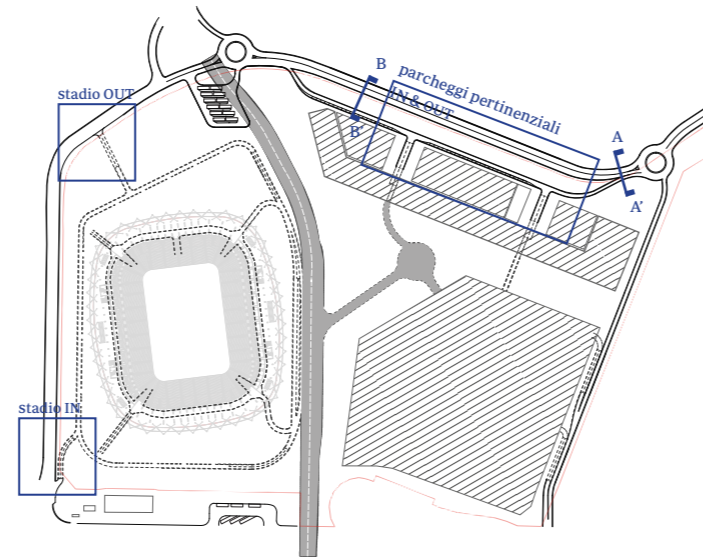 stadio OUT
B
parcheggi pertinenziali
IN & OUT
B'
A
A'
stadio IN